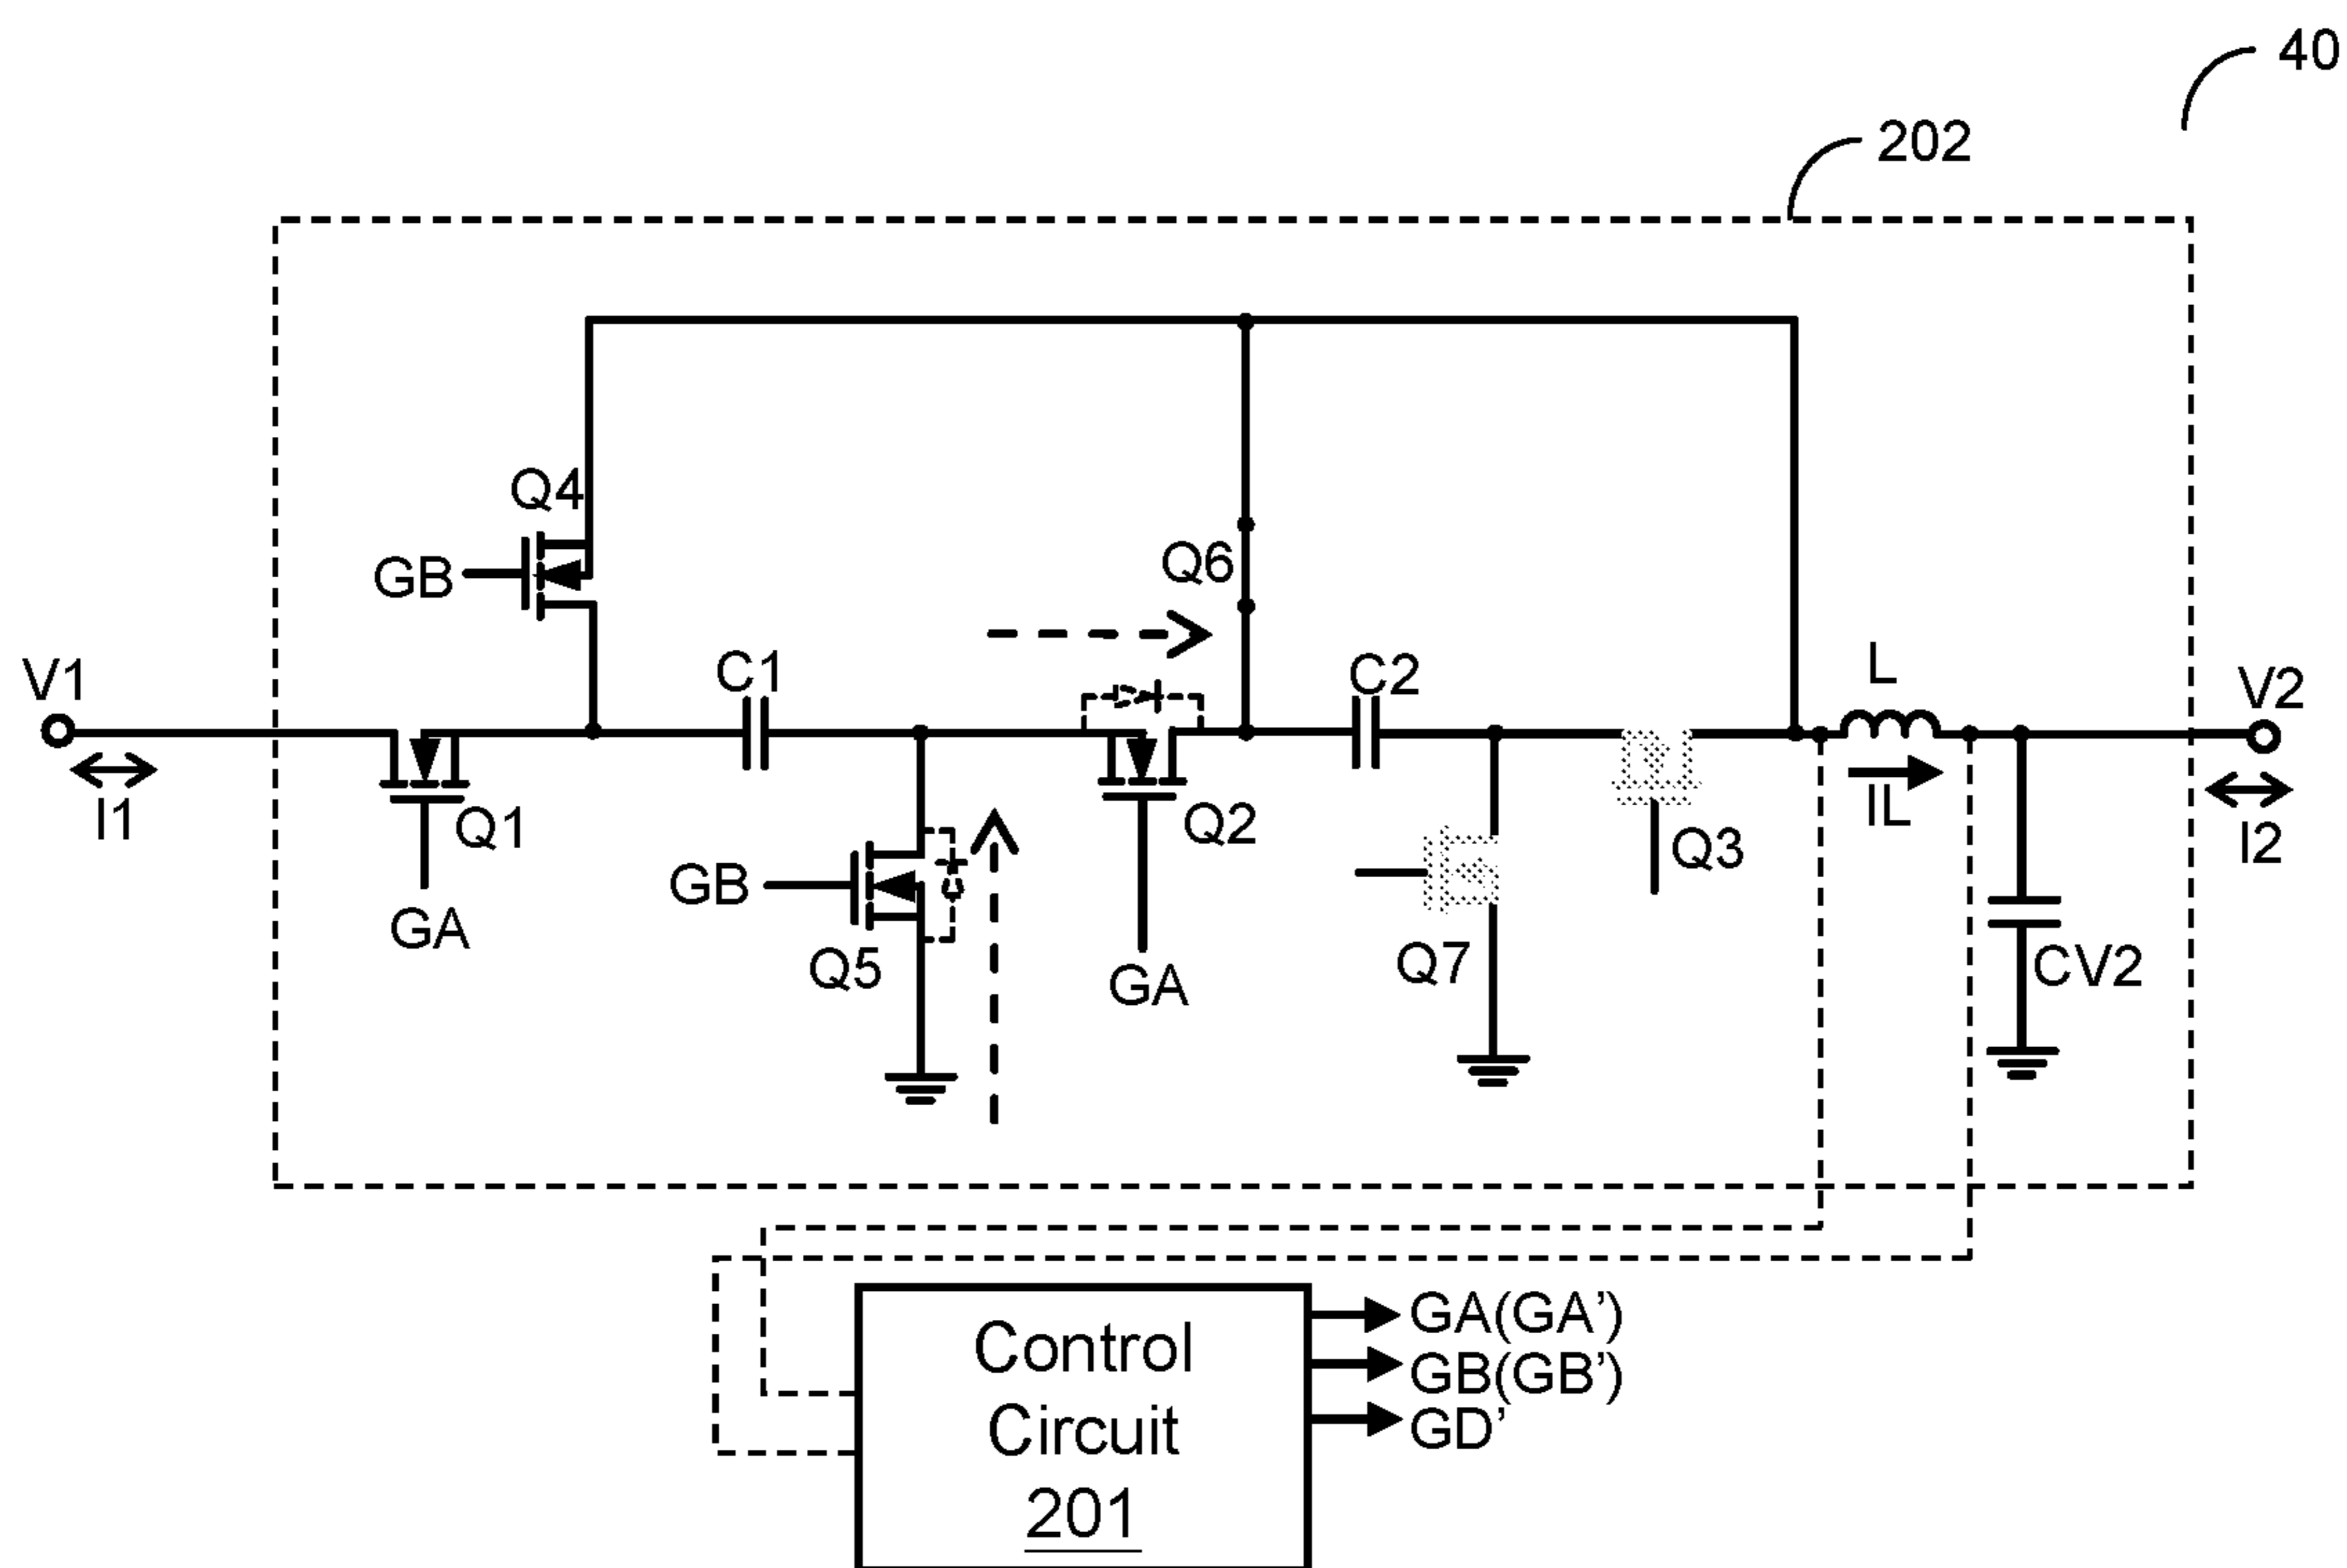 40
202
Q4
GB
Q6
V1
C1
C2
L
V2
I1
Q1
GA
GB
Q5
Q2
GA
Q7
Q3
IL
I2
CV2
Control
Circuit
201
GA(GA’)
GB(GB’)
GD’